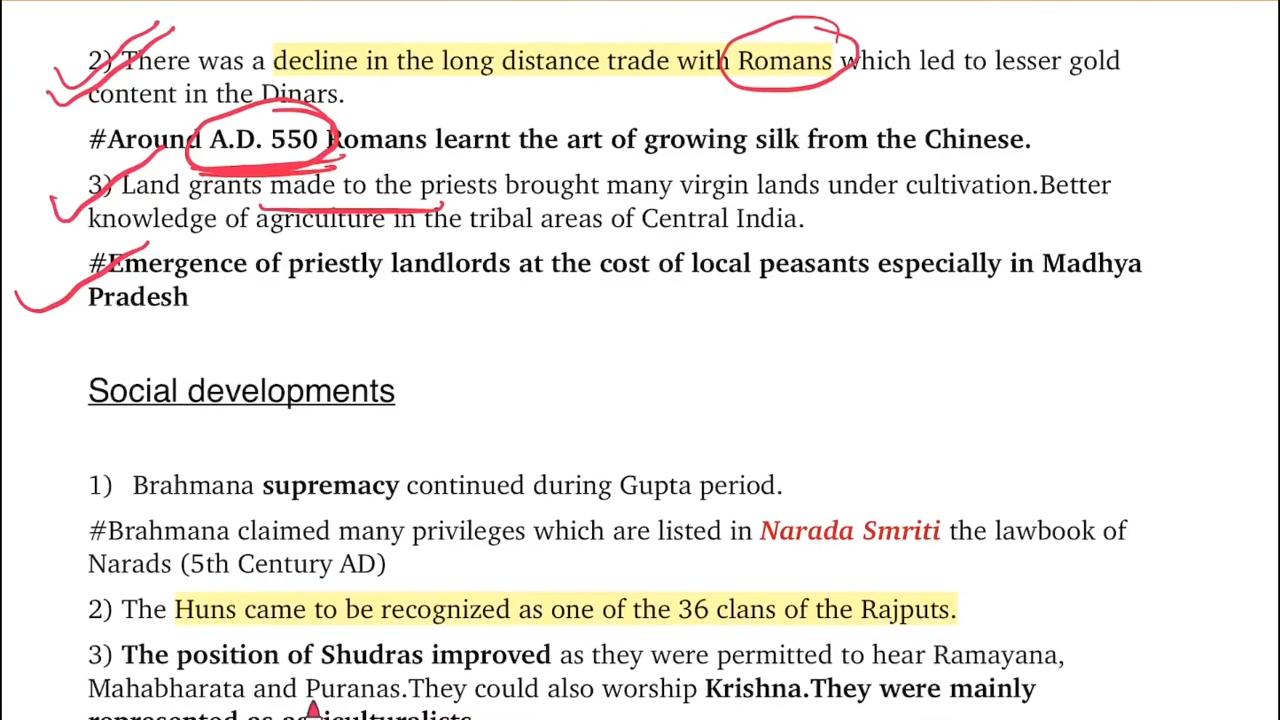 2) There was a decline in the long distance trade with Romans which led to lesser gold
content in the Dinars.
#Around A.D. 550 Romans learnt the art of growing silk from the Chinese.
3) Land grants made to the priests brought many virgin lands under cultivation.Better
knowledge of agriculture in the tribal areas of Central India.
#Emergence of priestly landlords at the cost of local peasants especially in Madhya
Pradesh
Social developments
1) Brahmana supremacy continued during Gupta period.
#Brahmana claimed many privileges which are listed in Narada Smriti the lawbook of
Narads (5th Century AD)
2) The Huns came to be recognized as one of the 36 clans of the Rajputs.
3) The position of Shudras improved as they were permitted to hear Ramayana,
Mahabharata and Puranas.They could also worship Krishna.They were mainly
represented as agriculturalists